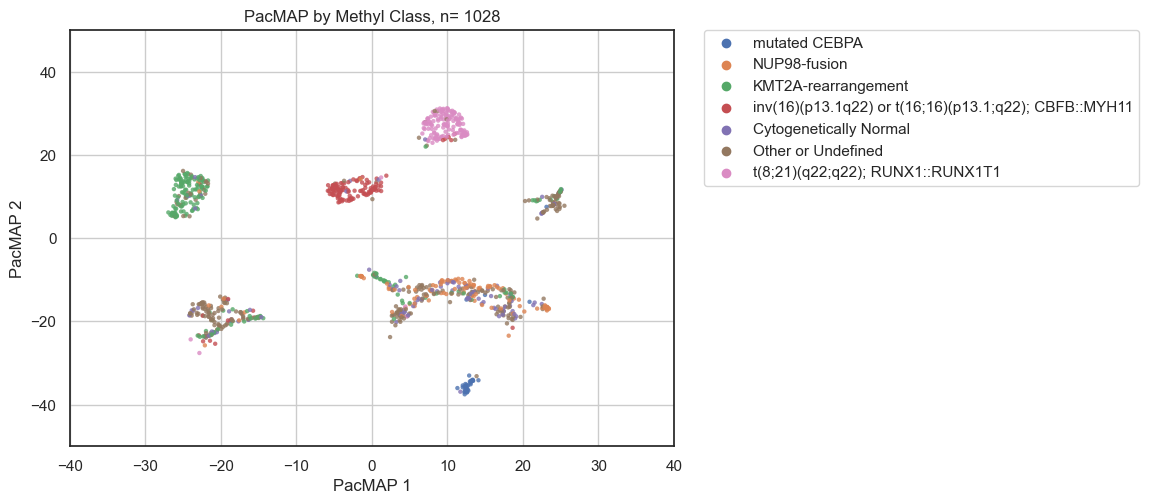 PacMAP by Methyl Class, n= 1028
PacMAP 2
40
20
0
−20
−40
−40 −30 −20 −10 0 10 20 30 40
PacMAP 1
mutated CEBPA
NUP98-fusion
KMT2A-rearrangement
inv(16)(p13.1q22) or t(16;16)(p13.1;q22); CBFB::MYH11
Cytogenetically Normal
Other or Undefined
t(8;21)(q22;q22); RUNX1::RUNX1T1